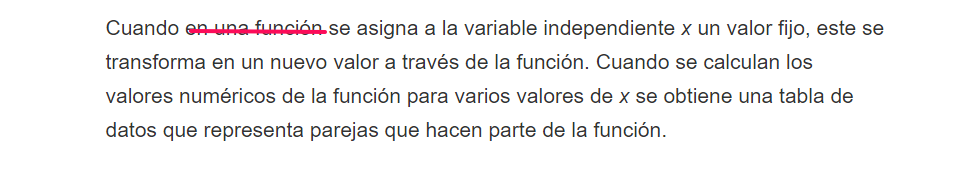 Cuando en una función se asigna a la variable independiente x un valor fijo, este se
transforma en un nuevo valor a través de la función. Cuando se calculan los
valores numéricos de la función para varios valores de x se obtiene una tabla de
datos que representa parejas que hacen parte de la función.